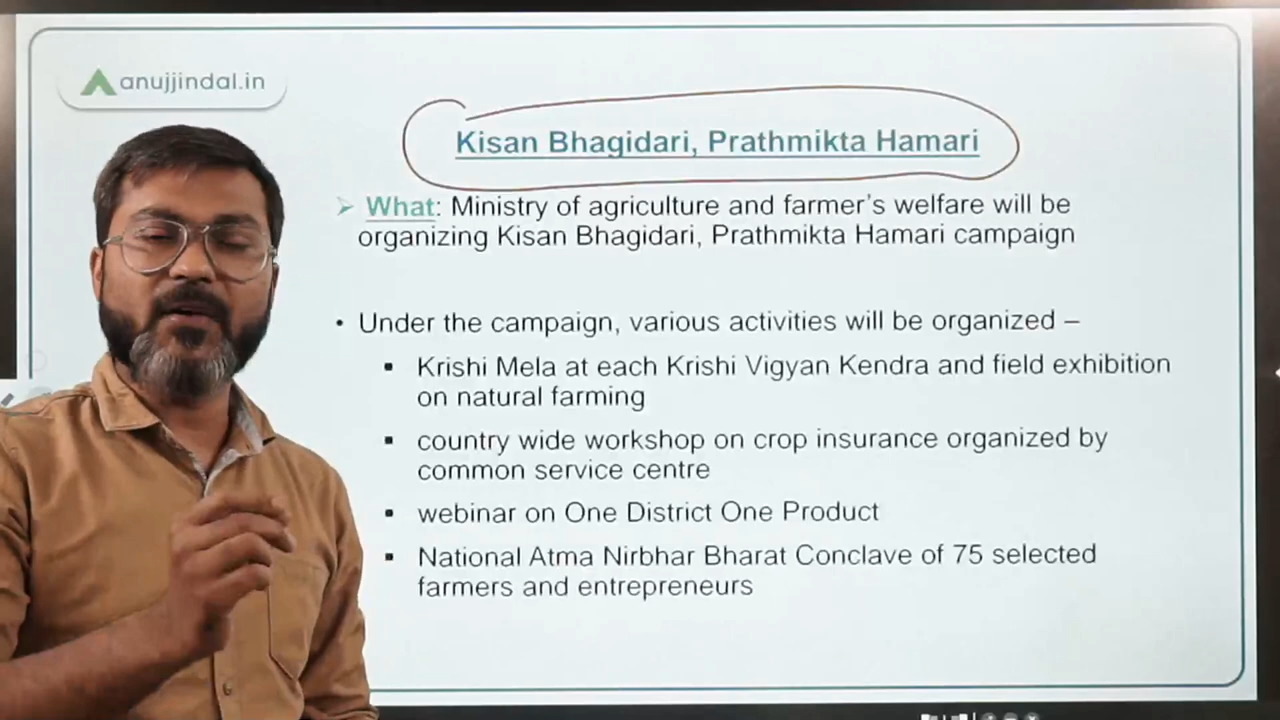 anujjindal.in
Kisan Bhagidari, Prathmikta Hamari
What: Ministry of agriculture and farmer's welfare will be
organizing Kisan Bhagidari, Prathmikta Hamari campaign
• Under the campaign, various activities will be organized –
▪ Krishi Mela at each Krishi Vigyan Kendra and field exhibition
on natural farming
▪ country wide workshop on crop insurance organized by
common service centre
▪ webinar on One District One Product
▪ National Atma Nirbhar Bharat Conclave of 75 selected
farmers and entrepreneurs